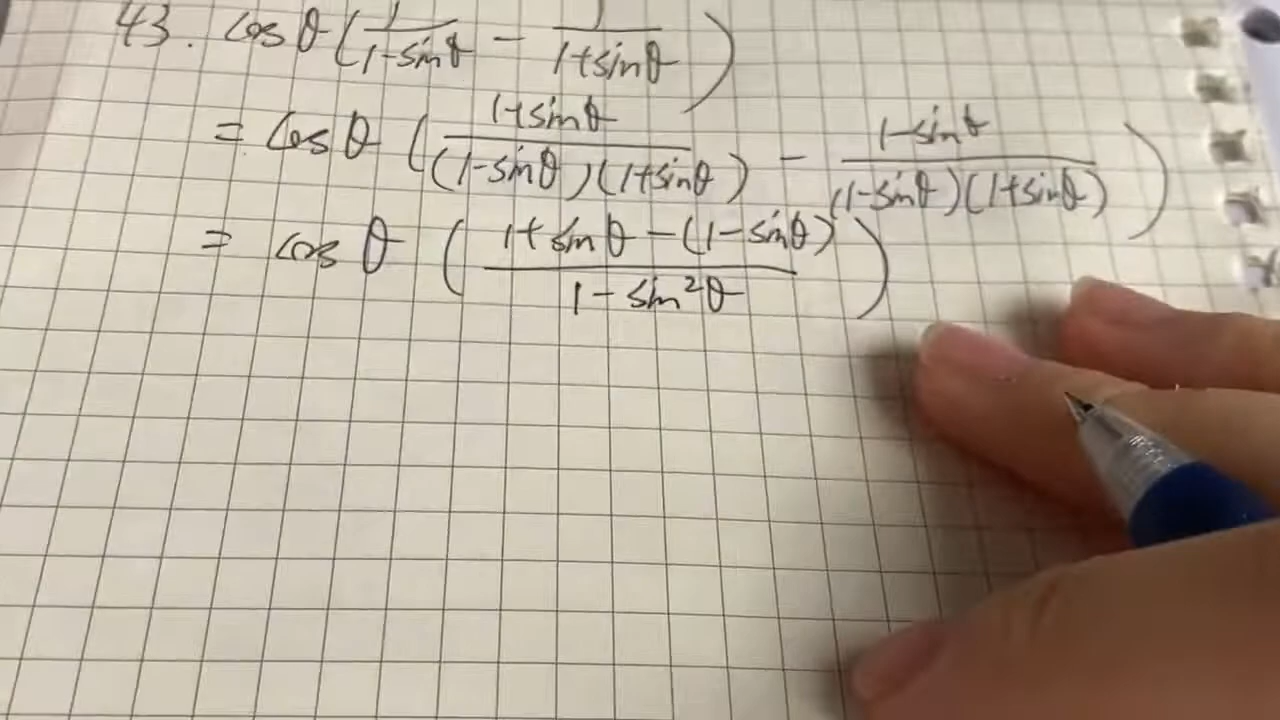 43. cosθ(1/1-sinθ - 1/1+sinθ)
= cosθ (1+sinθ/(1-sinθ)(1+sinθ) - 1-sinθ/(1-sinθ)(1+sinθ))
= cosθ (1+sinθ-(1-sinθ)/1-sin²θ)